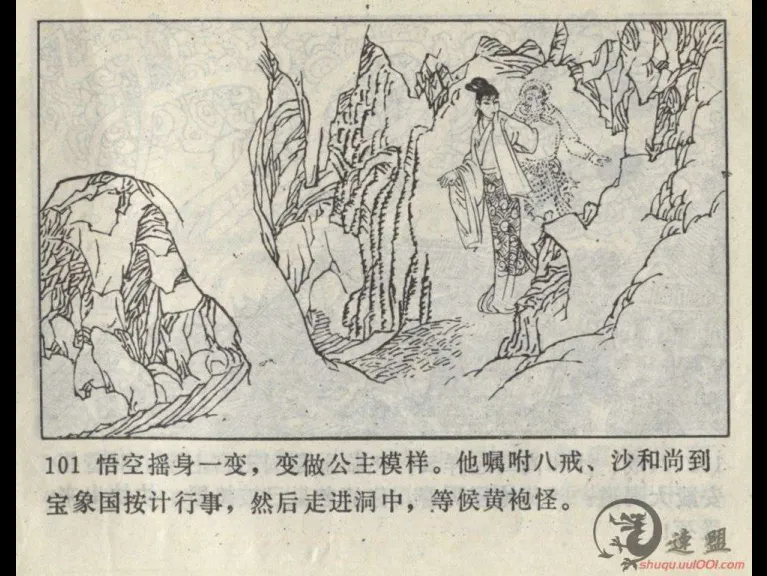 101 悟空摇身一变，变做公主模样。他嘱咐八戒、沙和尚到
宝象国按计行事，然后走进洞中，等候黄袍怪。
連盟
shuqu.uu1001.com